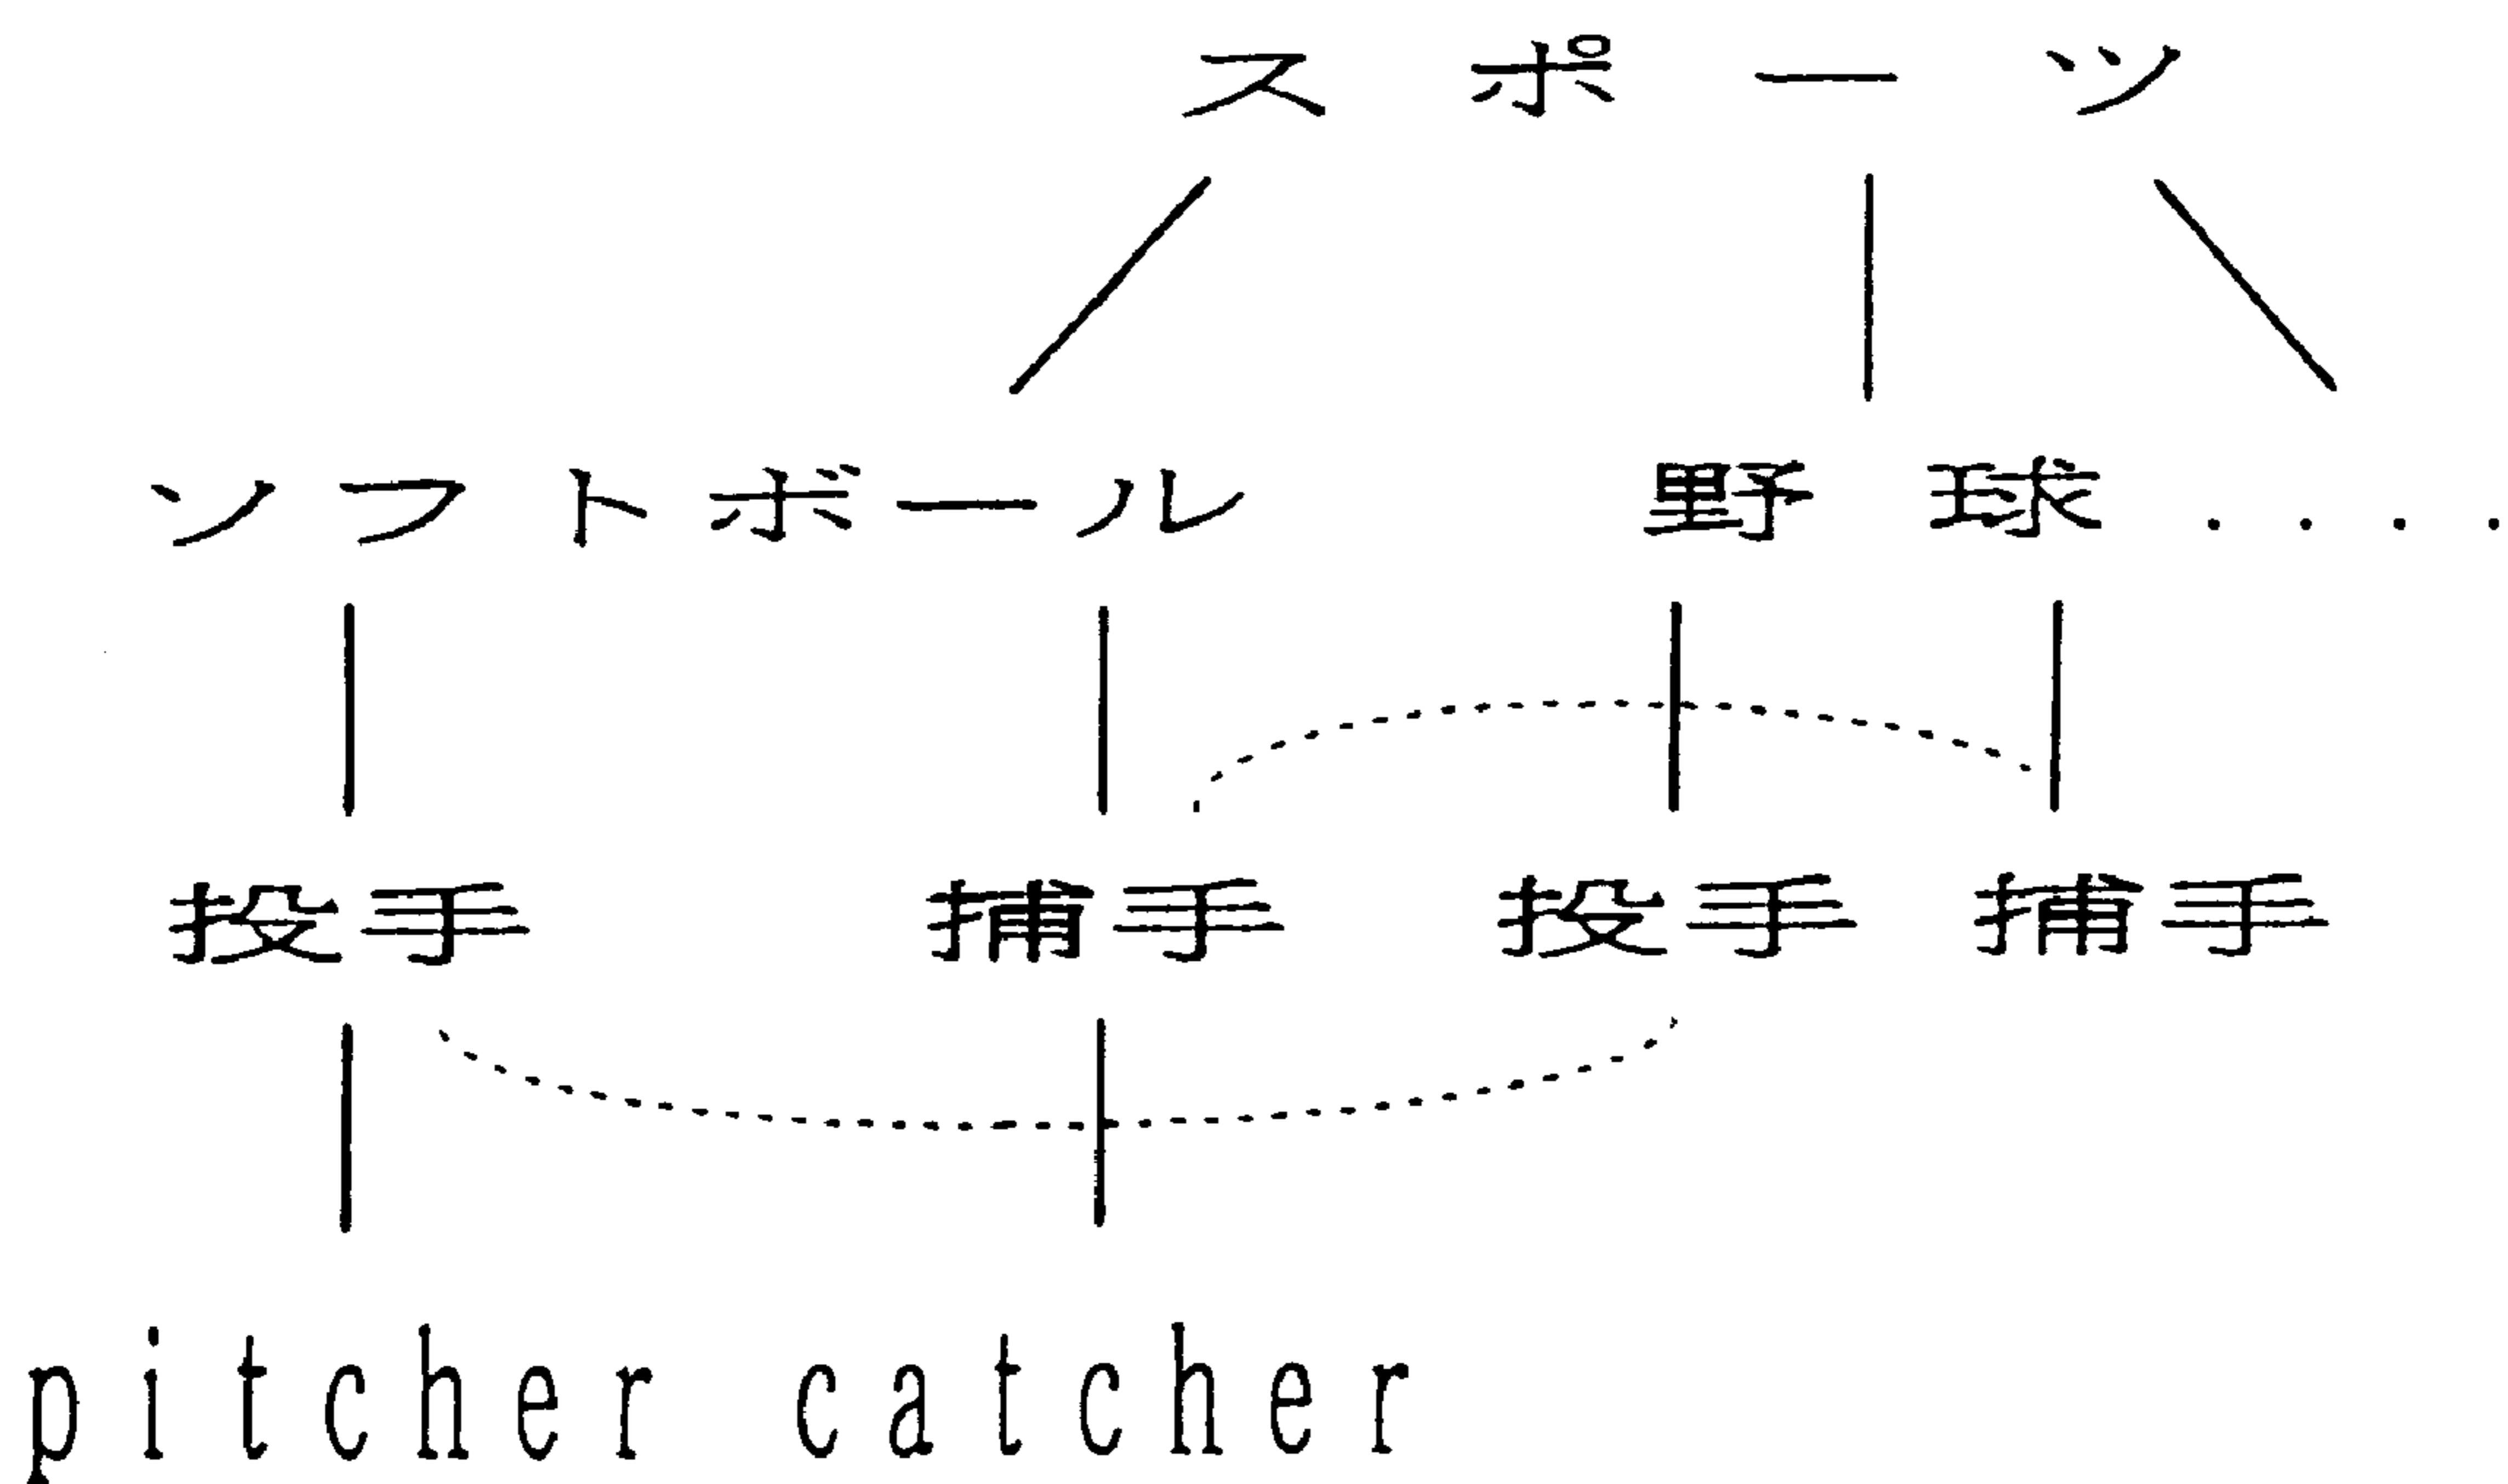 スポーツ
ソフトボール 野球 ....
投手 捕手 投手 捕手
pitcher catcher